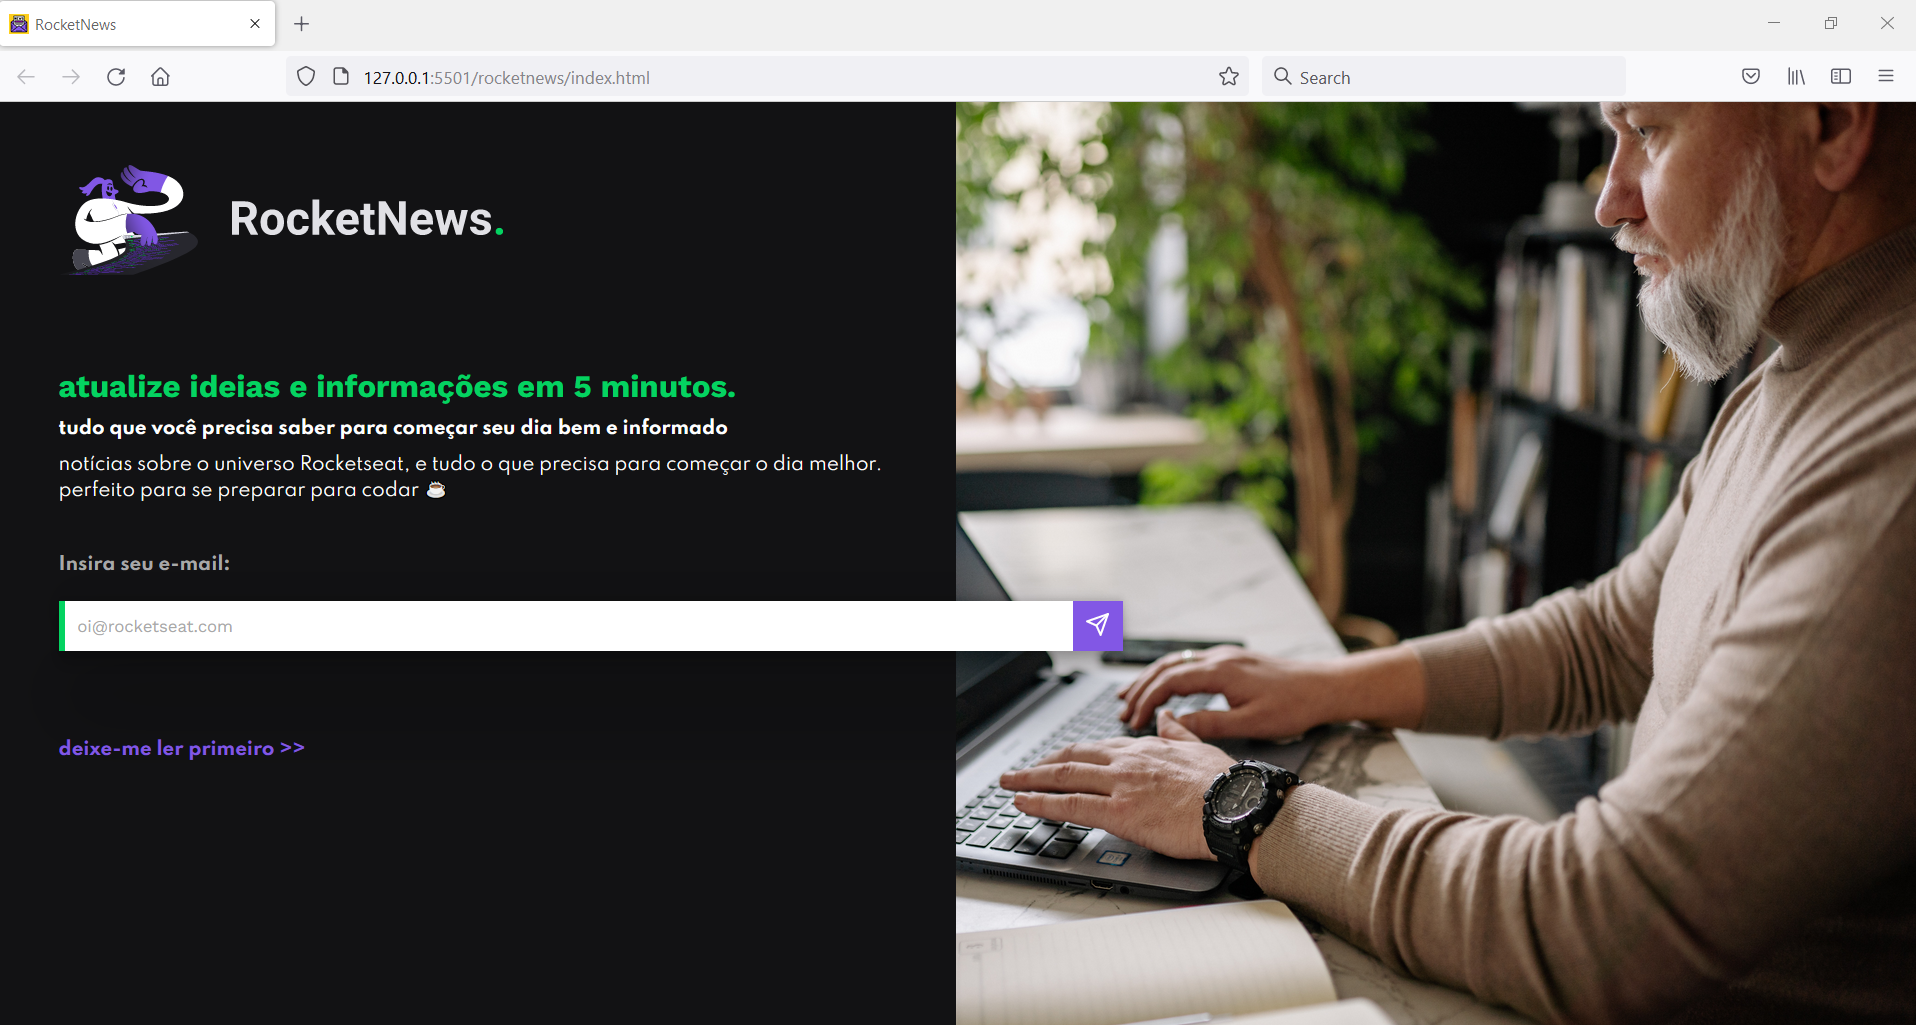 RocketNews
127.0.0.1:5501/rocketnews/index.html
Search
RocketNews.
atualize ideias e informações em 5 minutos.
tudo que você precisa saber para começar seu dia bem e informado
notícias sobre o universo Rocketseat, e tudo o que precisa para começar o dia melhor.
perfeito para se preparar para codar ☕
Insira seu e-mail:
oi@rocketseat.com
deixe-me ler primeiro >>